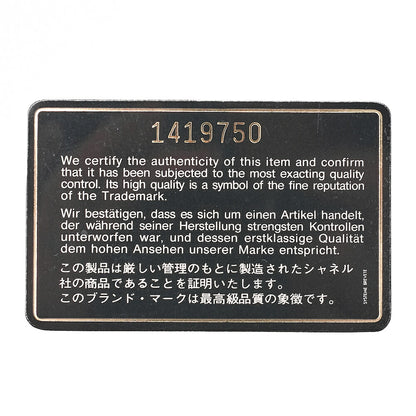 1419750
We certify the authenticity of this item and confirm
that it has been subjected to the most exacting quality
control. Its high quality is a symbol of the fine reputation
of the Trademark.
Wir bestätigen, dass es sich um einen Artikel handelt,
der während seiner Herstellung strengsten Kontrollen
unterworfen war, und dessen erstklassige Qualität
dem hohen Ansehen unserer Marke entspricht.
この製品は厳しい管理のもとに製造されたシャネル
社の商品であることを証明いたします。
このブランド・マークは最高級品質の象徴です。
SYSTEME BREVETE